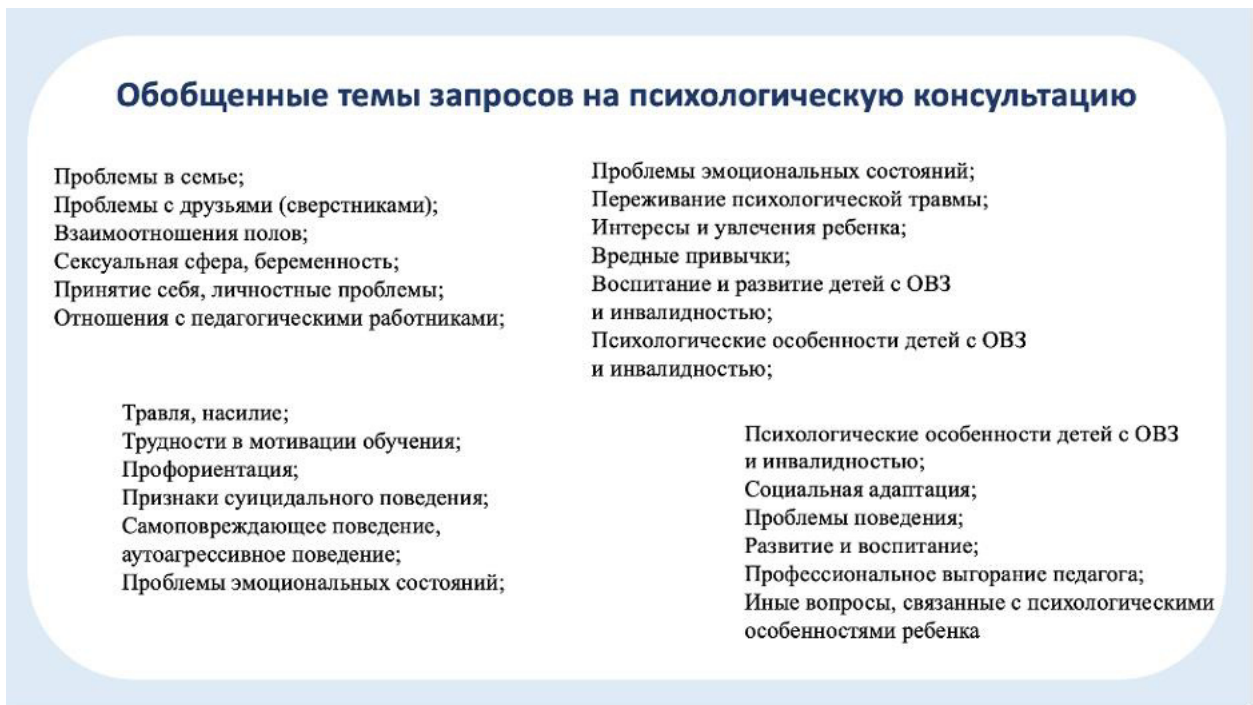 Обобщенные темы запросов на психологическую консультацию
Проблемы в семье;
Проблемы с друзьями (сверстниками);
Взаимоотношения полов;
Сексуальная сфера, беременность;
Принятие себя, личностные проблемы;
Отношения с педагогическими работниками;
Проблемы эмоциональных состояний;
Переживание психологической травмы;
Интересы и увлечения ребенка;
Вредные привычки;
Воспитание и развитие детей с ОВЗ
и инвалидностью;
Психологические особенности детей с ОВЗ
и инвалидностью;
Травля, насилие;
Трудности в мотивации обучения;
Профориентация;
Признаки суицидального поведения;
Самоповреждающее поведение,
аутоагрессивное поведение;
Проблемы эмоциональных состояний;
Психологические особенности детей с ОВЗ
и инвалидностью;
Социальная адаптация;
Проблемы поведения;
Развитие и воспитание;
Профессиональное выгорание педагога;
Иные вопросы, связанные с психологическими
особенностями ребенка